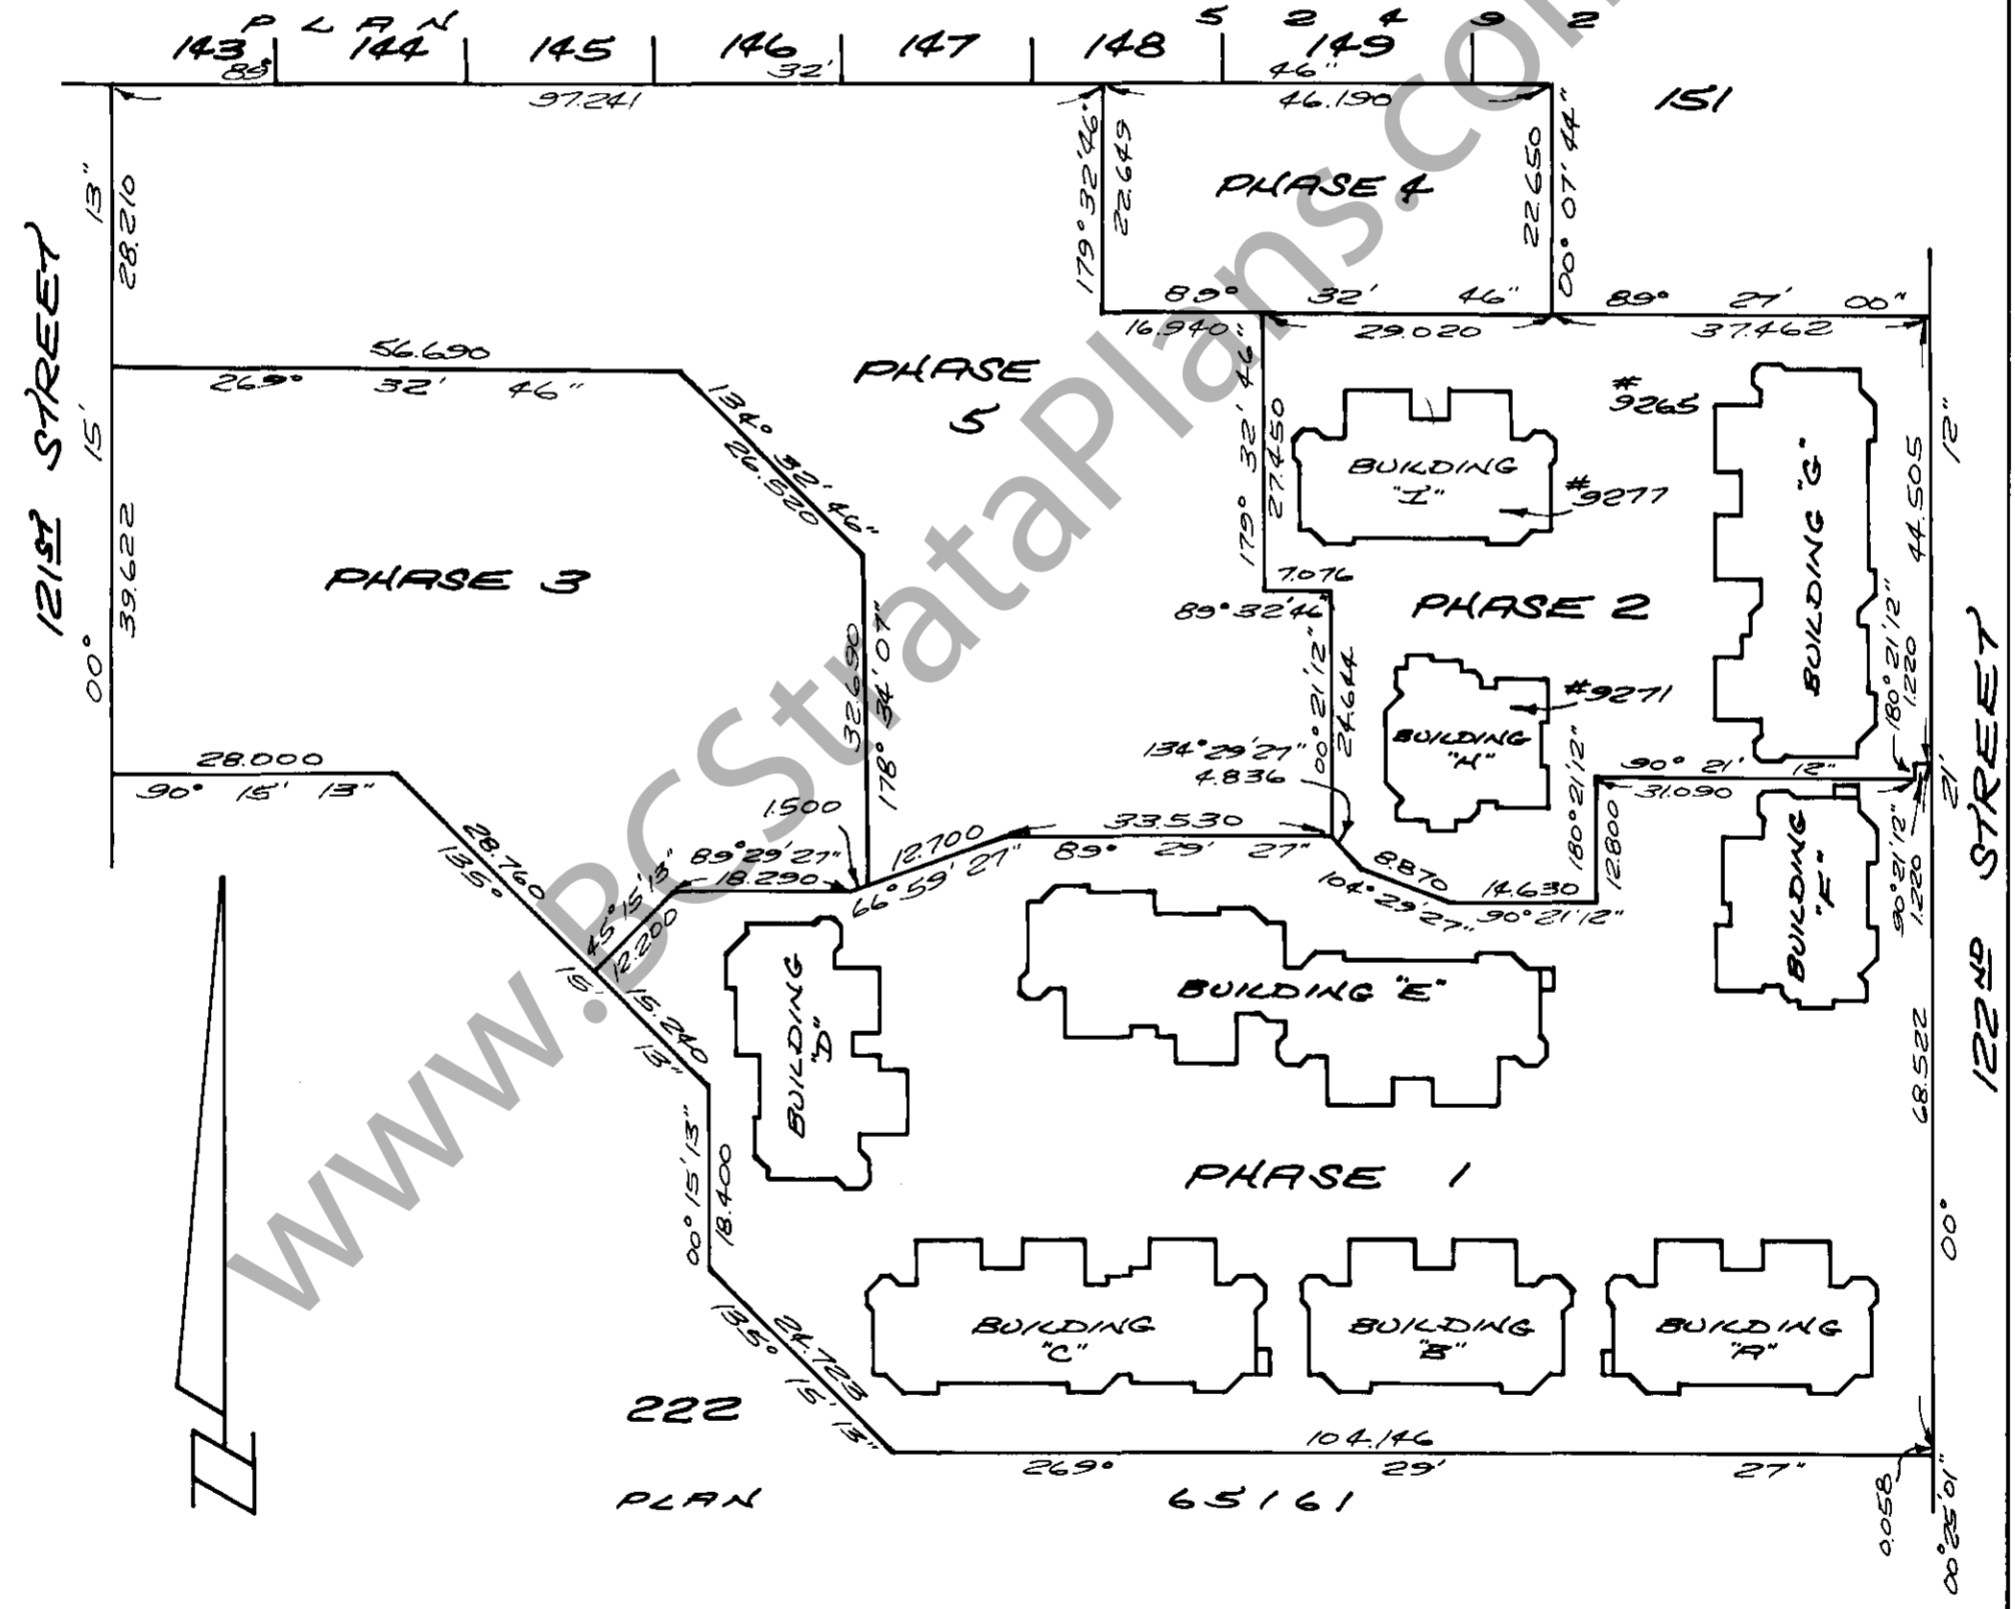 PLAN 52492
143 144 145 146 147 148 149
89° 32' 46"
97.241 46.190
151
179° 32' 46"
22.649
PHASE 4
22.650
00° 07' 44"
89° 32' 46"
16.940 29.020
89° 27' 00"
37.462
121ST STREET
00° 15' 13"
28.210
39.622
56.690
269° 32' 46"
134° 32' 46"
26.520
PHASE
5
179° 32' 46"
27.450
BUILDING
"I"
#9277
#
9265
BUILDING "G"
44.505
00° 21' 12"
PHASE 3
32.690
178° 34' 07"
7.076
89° 32' 46"
PHASE 2
00° 21' 12"
24.644
BUILDING
"H"
#9271
134° 29' 27"
4.836
180° 21' 12"
12.800
90° 21' 12"
31.090
180° 21' 12"
1.220
90° 21' 12"
1.220
122ND STREET
28.000
90° 15' 13"
28.760
135° 15' 13"
15.240
45° 15' 13"
12.200
1.500
89° 29' 27"
18.290
12.700
66° 59' 27"
33.530
89° 29' 27"
8.870
104° 29' 27"
14.630
90° 21' 12"
BUILDING
"F"
BUILDING
"D"
BUILDING "E"
68.522
PHASE 1
00° 15' 13"
18.400
24.723
135° 15' 13"
BUILDING
"C"
BUILDING
"B"
BUILDING
"A"
222
104.146
269° 29' 27"
PLAN 65161
0.058
00° 25' 01"
www.BCStrataPlans.com